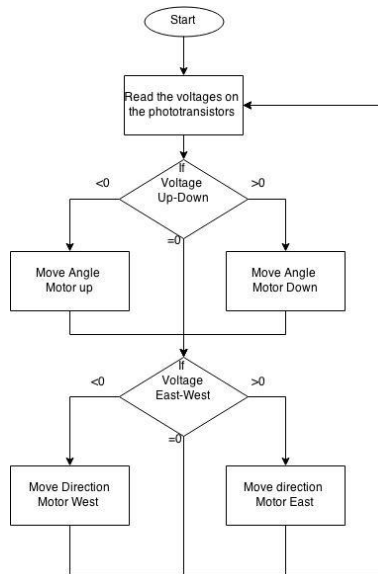 Start
Read the voltages on
the phototransistors
If
Voltage
Up-Down
<0
>0
=0
Move Angle
Motor up
Move Angle
Motor Down
If
Voltage
East-West
<0
>0
=0
Move Direction
Motor West
Move direction
Motor East